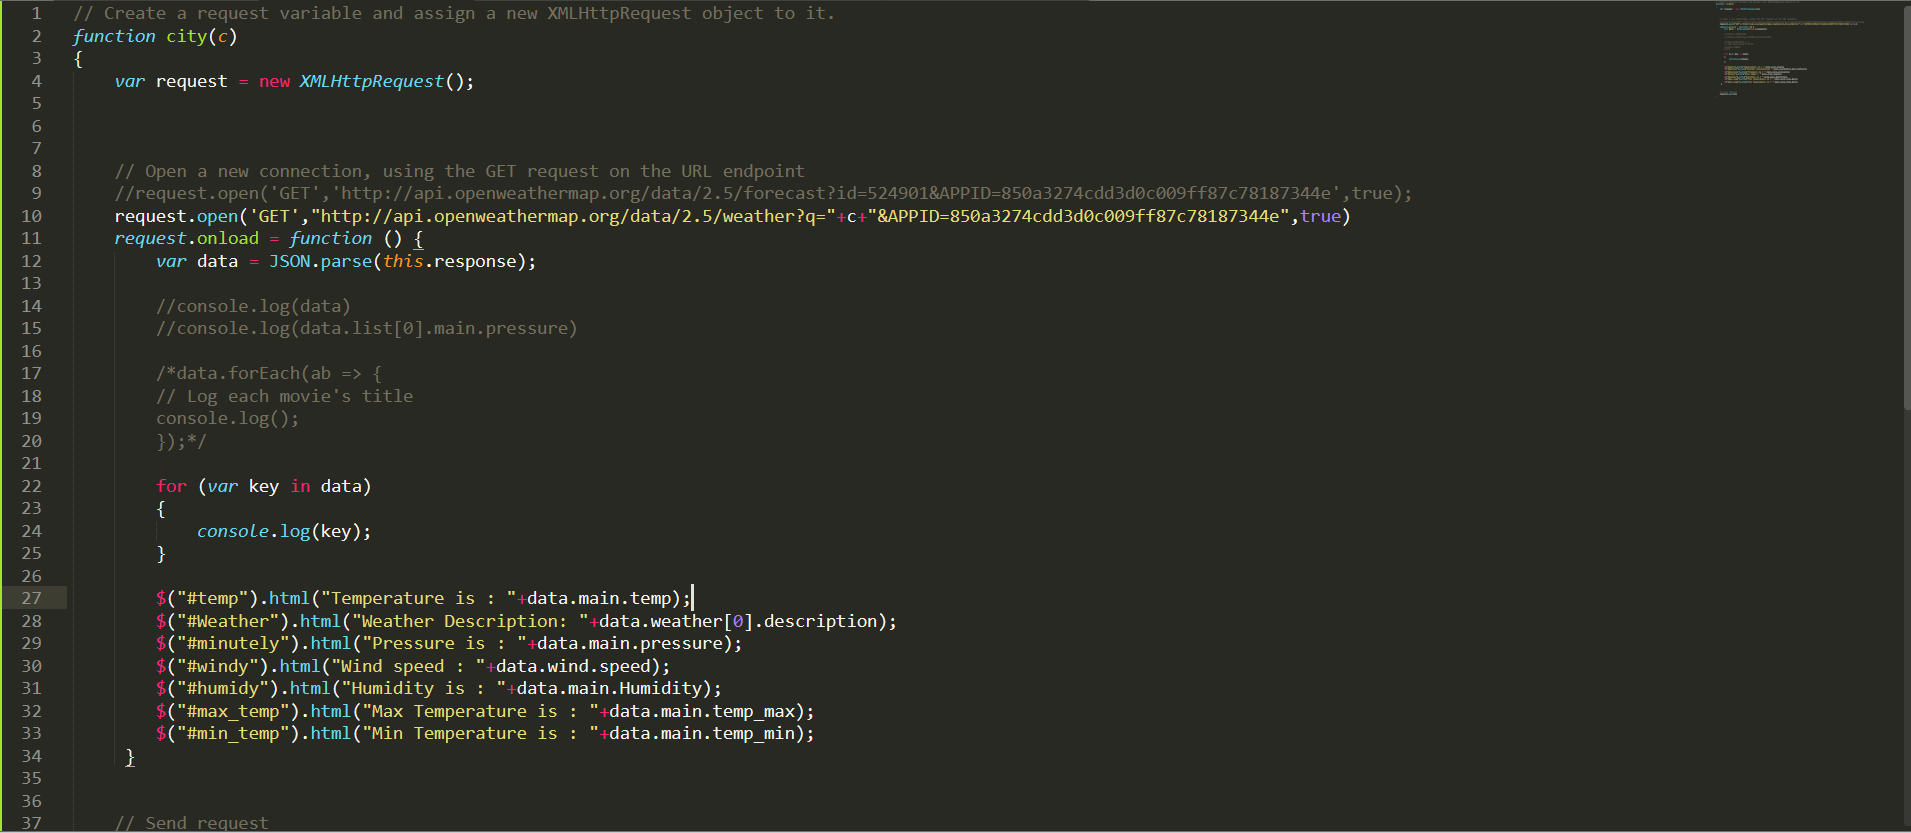 1 // Create a request variable and assign a new XMLHttpRequest object to it.
2 function city(c)
3 {
4 var request = new XMLHttpRequest();
5
6
7
8 // Open a new connection, using the GET request on the URL endpoint
9 //request.open('GET','http://api.openweathermap.org/data/2.5/forecast?id=524901&APPID=850a3274cdd3d0c009ff87c78187344e',true);
10 request.open('GET',"http://api.openweathermap.org/data/2.5/weather?q="+c+"&APPID=850a3274cdd3d0c009ff87c78187344e",true)
11 request.onload = function () {
12 var data = JSON.parse(this.response);
13
14 //console.log(data)
15 //console.log(data.list[0].main.pressure)
16
17 /*data.forEach(ab => {
18 // Log each movie's title
19 console.log();
20 });*/
21
22 for (var key in data)
23 {
24 console.log(key);
25 }
26
27 $("#temp").html("Temperature is : "+data.main.temp);
28 $("#Weather").html("Weather Description: "+data.weather[0].description);
29 $("#minutely").html("Pressure is : "+data.main.pressure);
30 $("#windy").html("Wind speed : "+data.wind.speed);
31 $("#humidy").html("Humidity is : "+data.main.Humidity);
32 $("#max_temp").html("Max Temperature is : "+data.main.temp_max);
33 $("#min_temp").html("Min Temperature is : "+data.main.temp_min);
34 }
35
36
37 // Send request